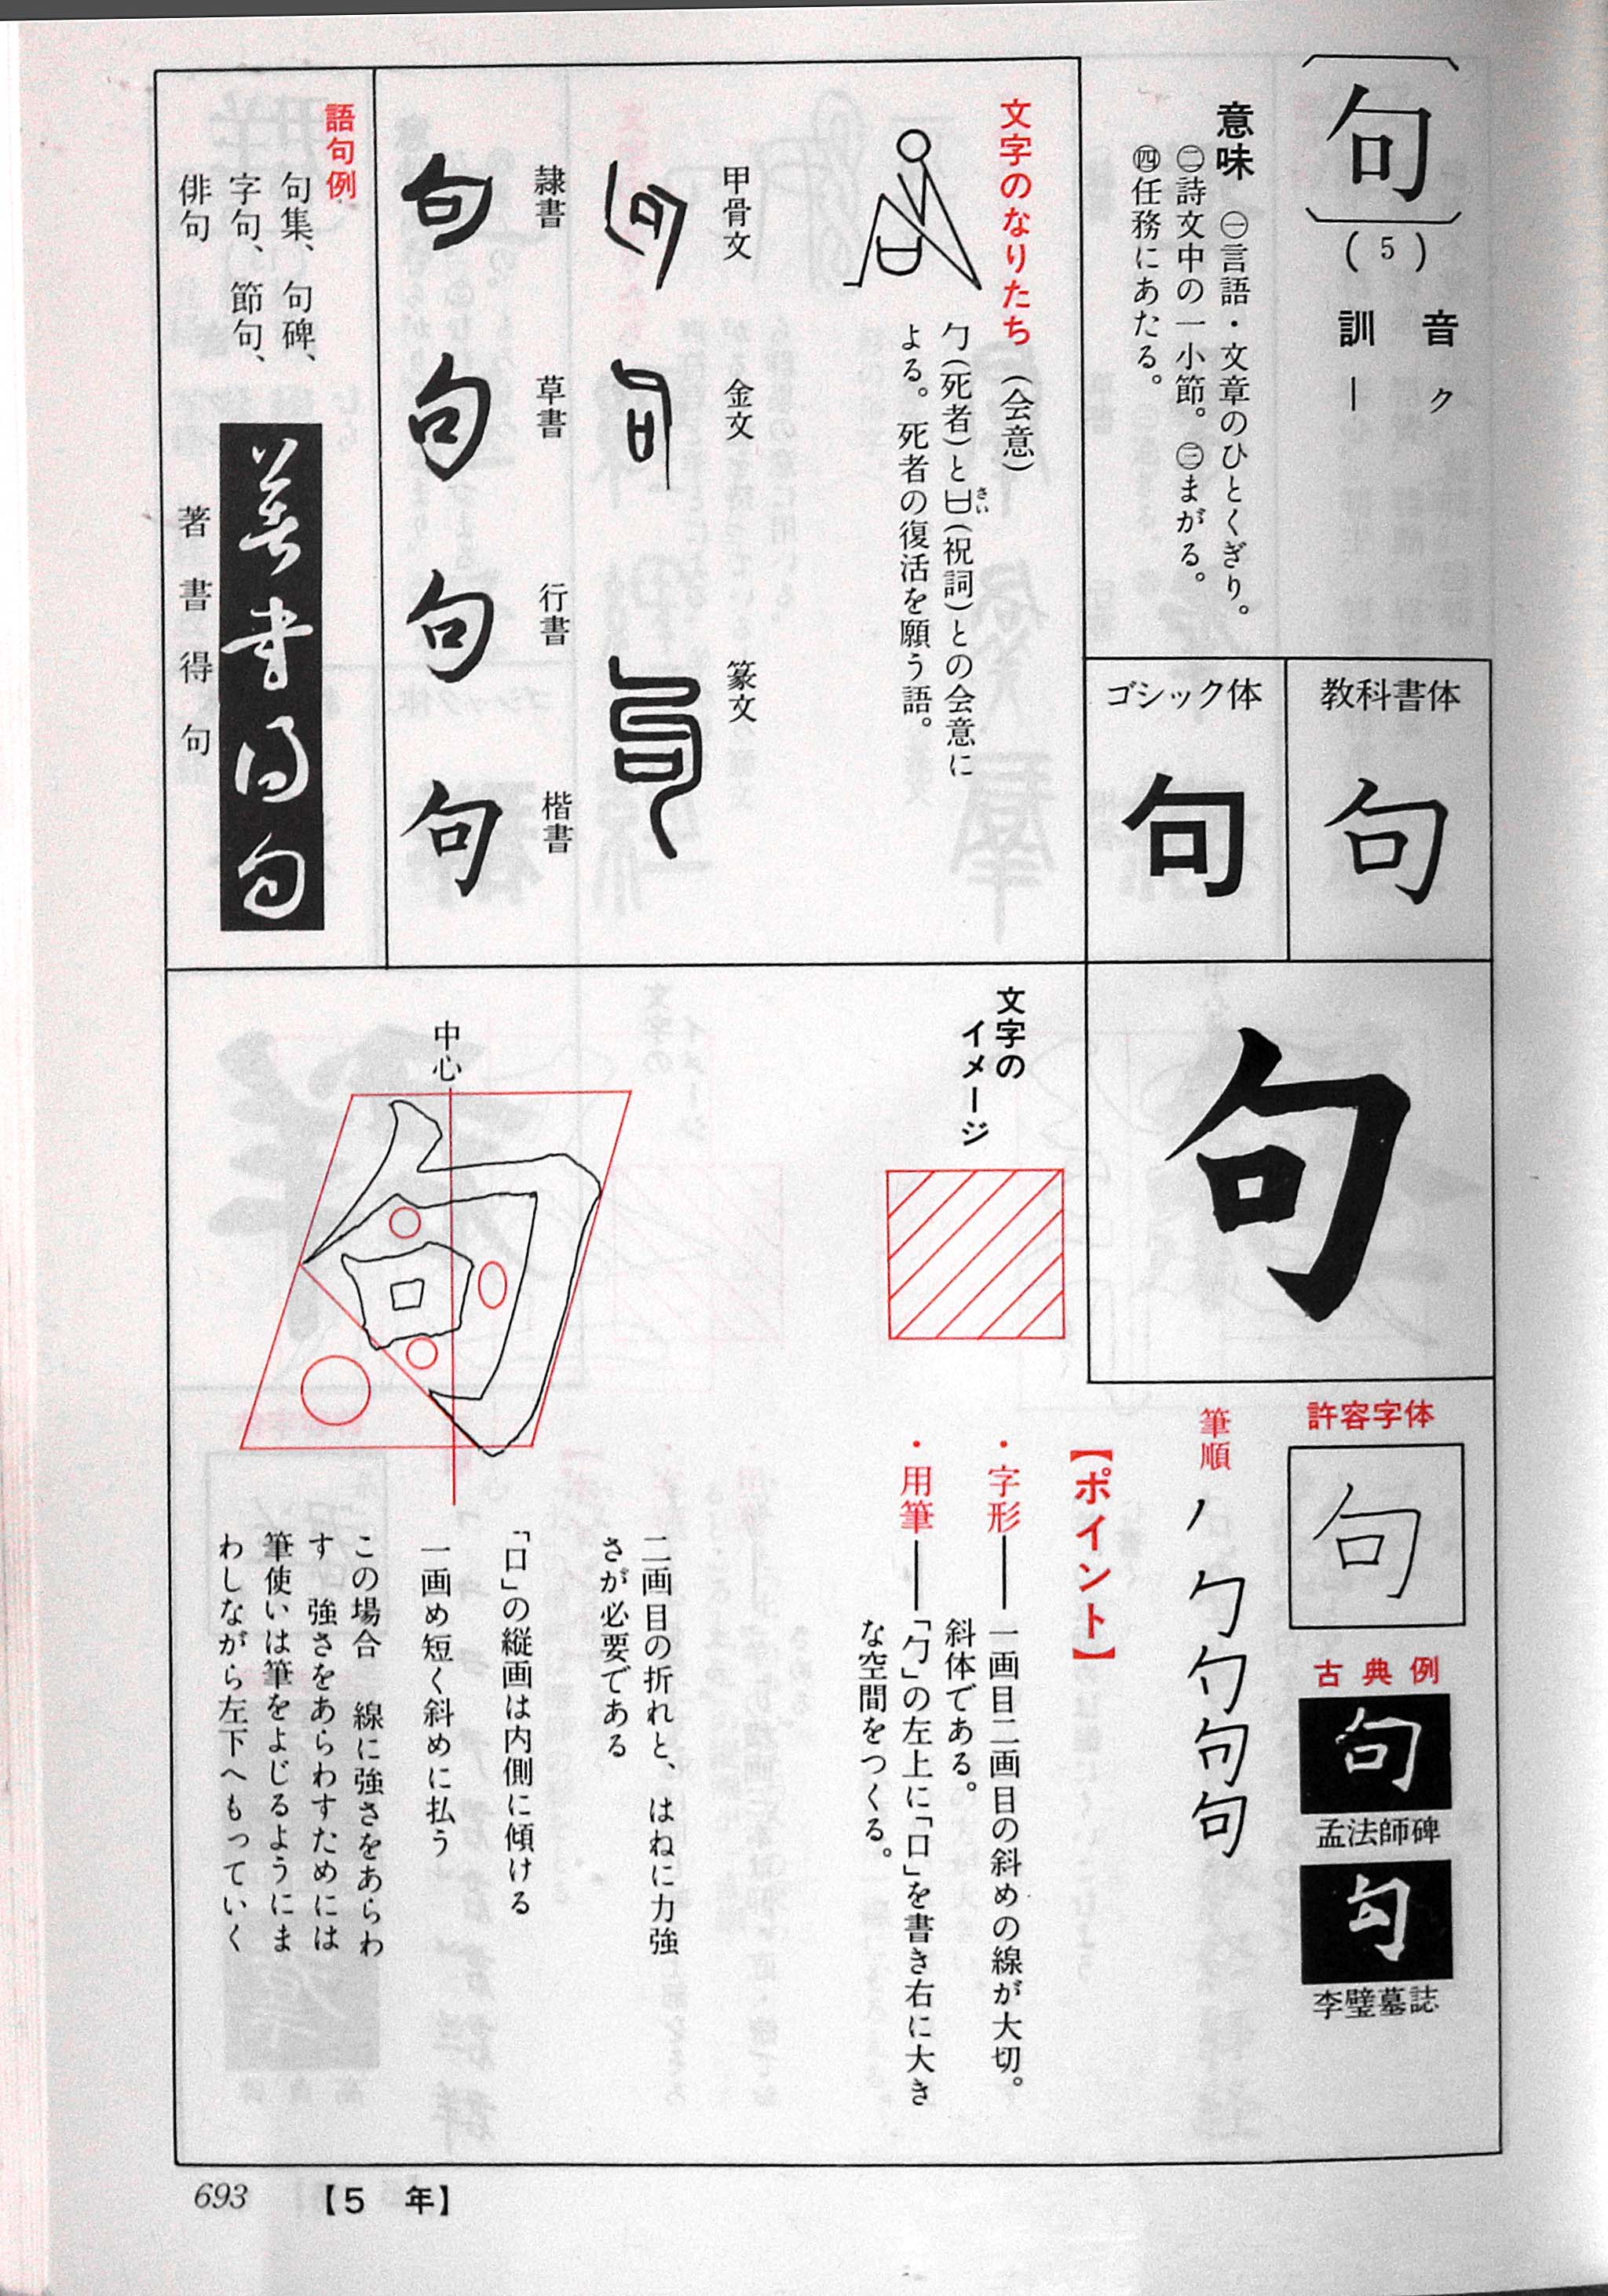 〔句〕(5)
音 ク
訓 ―
意味 ㊀言語・文章のひとくぎり。
㊁詩文中の一小節。㊂まがる。
㊃任務にあたる。
教科書体
句
ゴシック体
句
文字のなりたち（会意）
勹(死者)と𠙵(祝詞)との会意に
さい
よる。死者の復活を願う語。
甲骨文
金文
篆文
隷書
句
草書
句
行書
句
楷書
句
語句例
句集、句碑、
字句、節句、
俳句
著書得句
著書得句
句
許容字体
句
古典例
句
孟法師碑
句
李璧墓誌
筆順
ノ 勹 勹 句 句
文字の
イメージ
【ポイント】
・字形――一画目二画目の斜めの線が大切。
斜体である。
・用筆――「勹」の左上に「口」を書き右に大き
な空間をつくる。
中心
二画目の折れと、はねに力強
さが必要である
「口」の縦画は内側に傾ける
一画め短く斜めに払う
この場合 線に強さをあらわ
す 強さをあらわすためには
筆使いは筆をよじるようにま
わしながら左下へもっていく
693
【5 年】